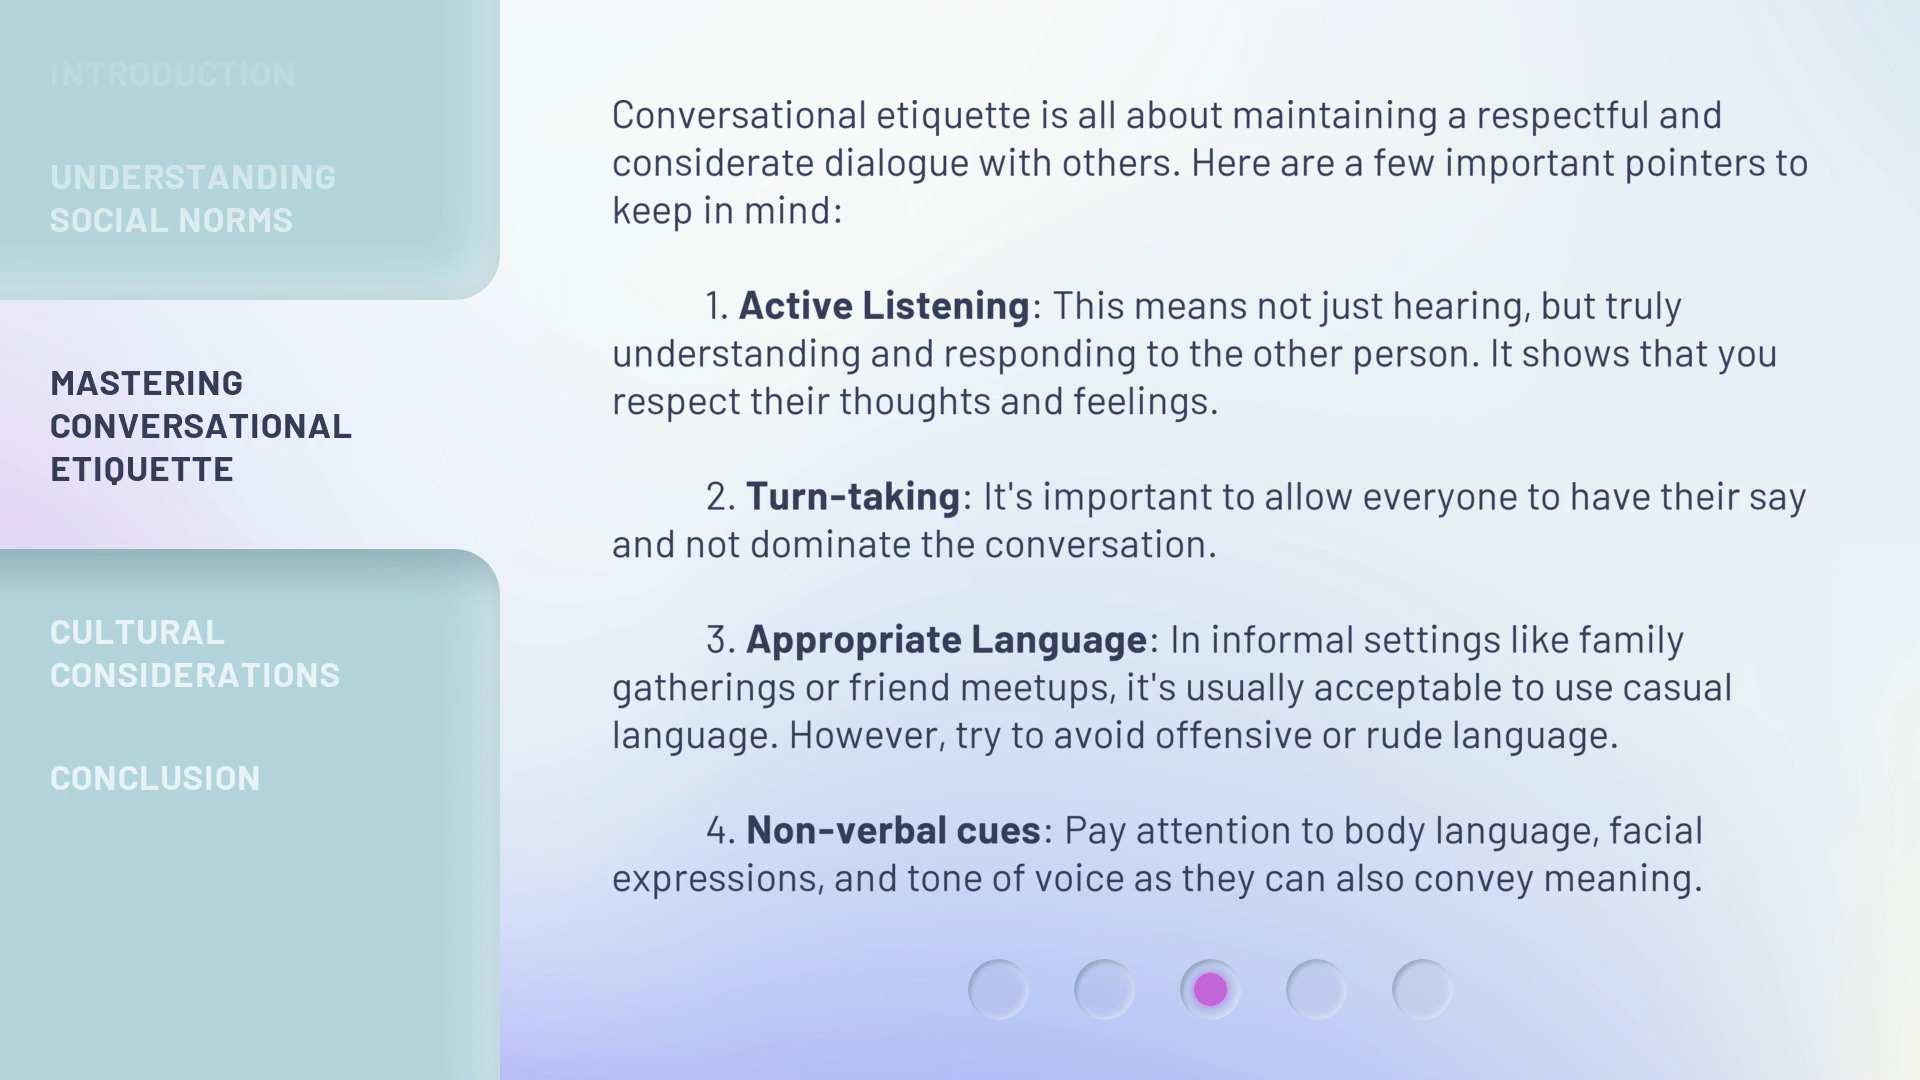 INTRODUCTION
UNDERSTANDING
SOCIAL NORMS
MASTERING
CONVERSATIONAL
ETIQUETTE
CULTURAL
CONSIDERATIONS
CONCLUSION
Conversational etiquette is all about maintaining a respectful and
considerate dialogue with others. Here are a few important pointers to
keep in mind:
1. Active Listening: This means not just hearing, but truly
understanding and responding to the other person. It shows that you
respect their thoughts and feelings.
2. Turn-taking: It's important to allow everyone to have their say
and not dominate the conversation.
3. Appropriate Language: In informal settings like family
gatherings or friend meetups, it's usually acceptable to use casual
language. However, try to avoid offensive or rude language.
4. Non-verbal cues: Pay attention to body language, facial
expressions, and tone of voice as they can also convey meaning.